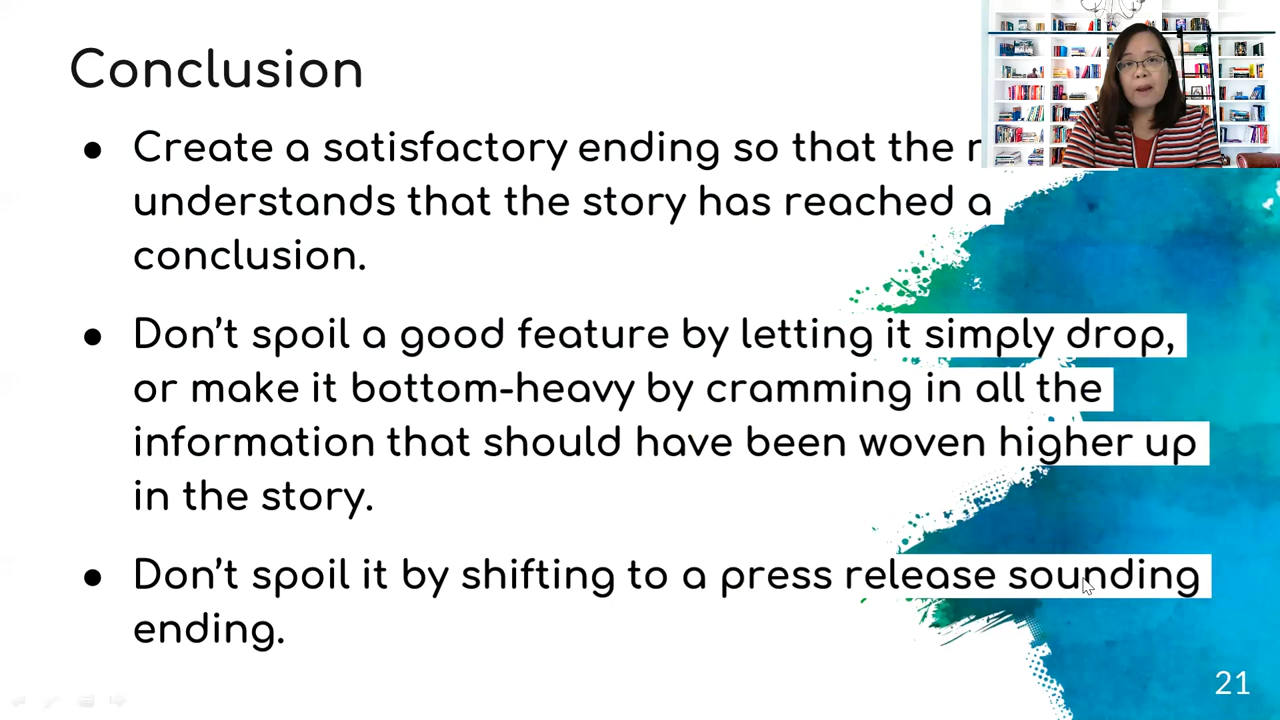 Conclusion
● Create a satisfactory ending so that the
understands that the story has reached a
conclusion.
● Don’t spoil a good feature by letting it simply drop,
or make it bottom-heavy by cramming in all the
information that should have been woven higher up
in the story.
● Don’t spoil it by shifting to a press release sounding
ending.
21